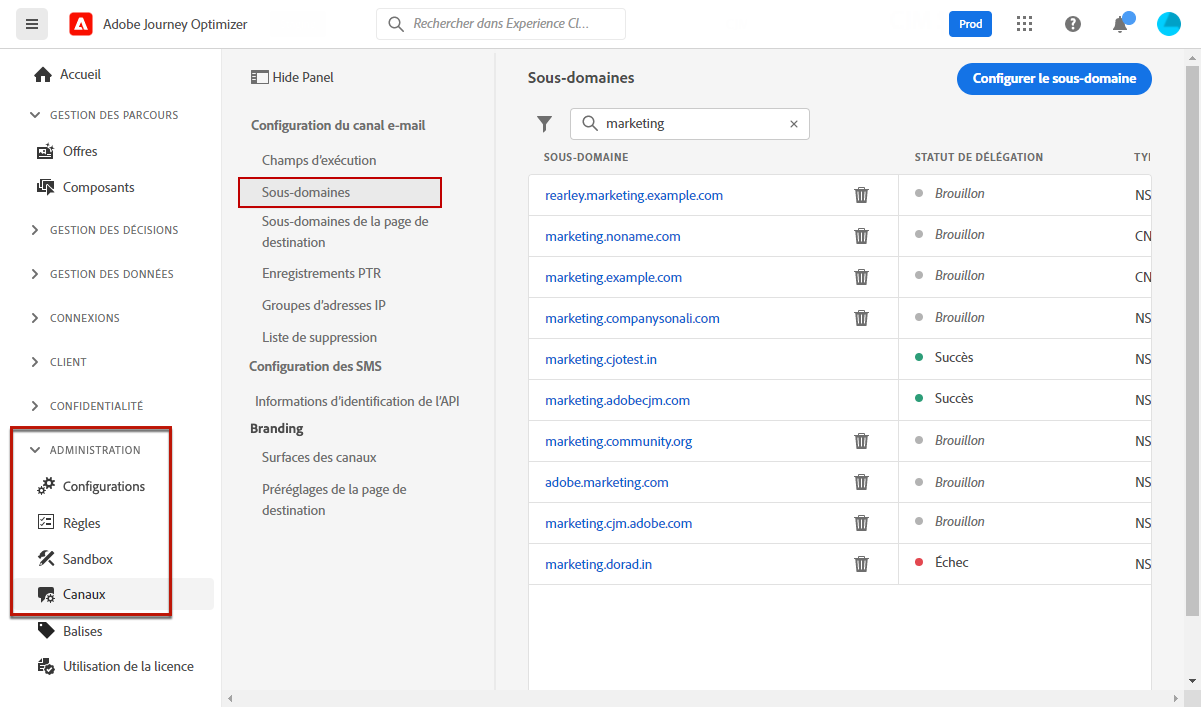 Adobe Journey Optimizer
Rechercher dans Experience Cl...
Prod
Accueil
GESTION DES PARCOURS
Offres
Composants
GESTION DES DÉCISIONS
GESTION DES DONNÉES
CONNEXIONS
CLIENT
CONFIDENTIALITÉ
ADMINISTRATION
Configurations
Règles
Sandbox
Canaux
Balises
Utilisation de la licence
Hide Panel
Configuration du canal e-mail
Champs d’exécution
Sous-domaines
Sous-domaines de la page de
destination
Enregistrements PTR
Groupes d’adresses IP
Liste de suppression
Configuration des SMS
Informations d’identification de l’API
Branding
Surfaces des canaux
Préréglages de la page de
destination
Sous-domaines
Configurer le sous-domaine
marketing
SOUS-DOMAINE STATUT DE DÉLÉGATION TYI
rearley.marketing.example.com Brouillon NS
marketing.noname.com Brouillon CN
marketing.example.com Brouillon CN
marketing.companysonali.com Brouillon NS
marketing.cjotest.in Succès NS
marketing.adobecjm.com Succès NS
marketing.community.org Brouillon NS
adobe.marketing.com Brouillon NS
marketing.cjm.adobe.com Brouillon NS
marketing.dorad.in Échec NS